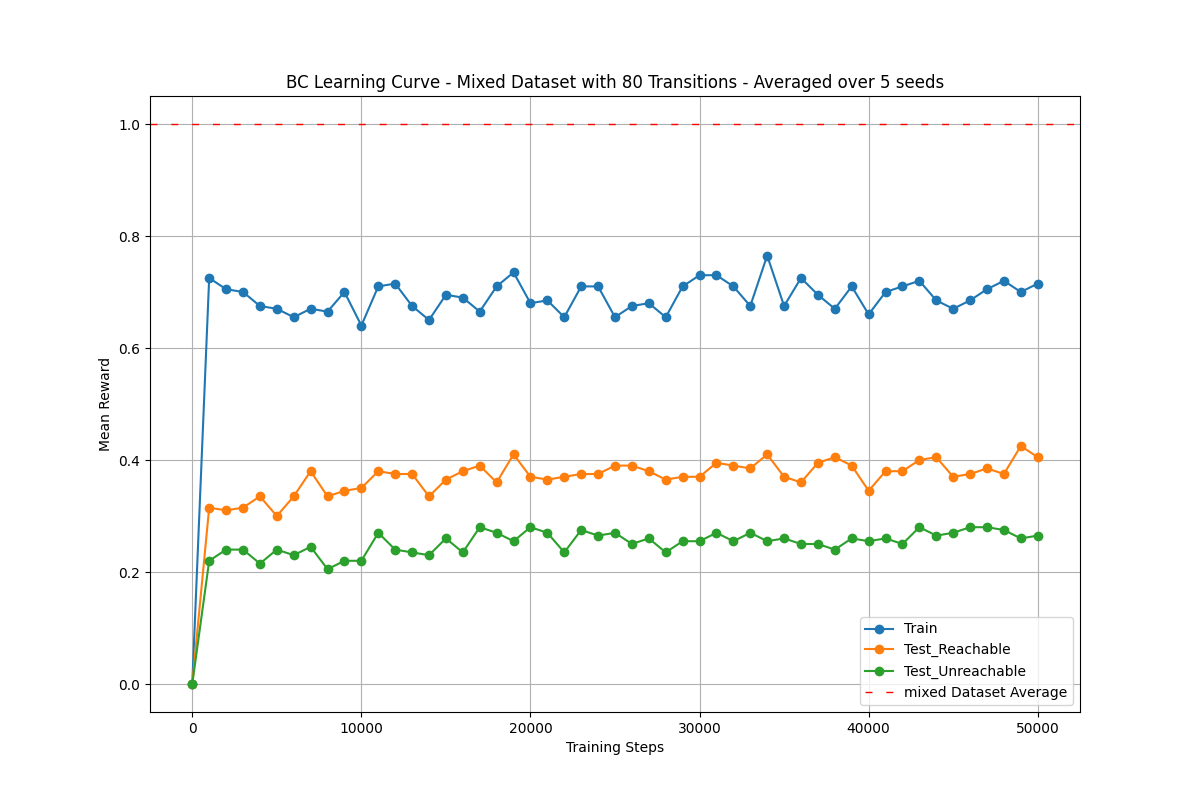 BC Learning Curve - Mixed Dataset with 80 Transitions - Averaged over 5 seeds
Mean Reward
1.0
0.8
0.6
0.4
0.2
0.0
0 10000 20000 30000 40000 50000
Training Steps
Train
Test_Reachable
Test_Unreachable
mixed Dataset Average